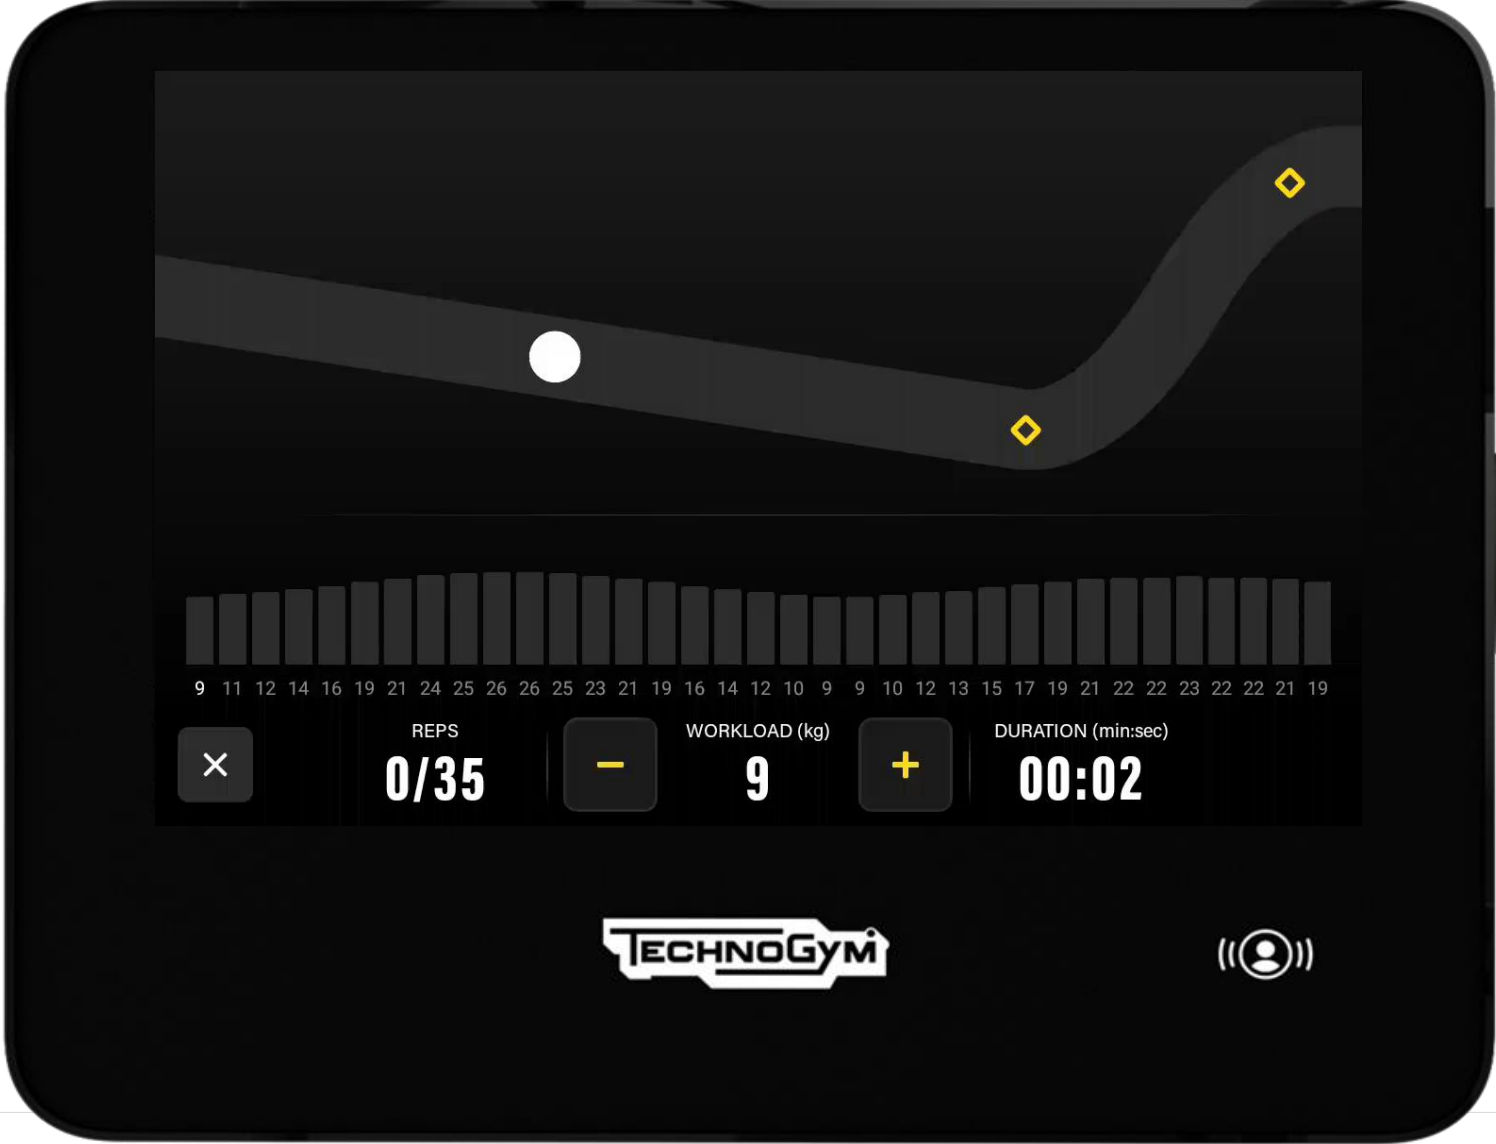 9 11 12 14 16 19 21 24 25 26 26 25 23 21 19 16 14 12 10 9 9 10 12 13 15 17 19 21 22 22 23 22 22 21 19
REPS WORKLOAD (kg) DURATION (min:sec)
0/35 9 00:02
TECHNOGYM